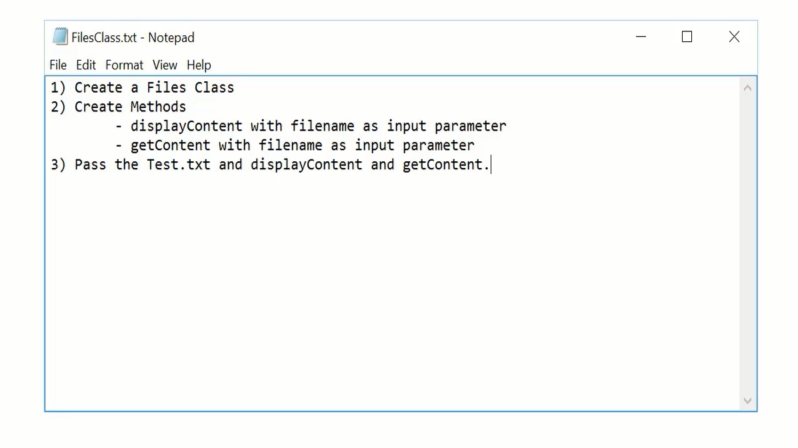 FilesClass.txt - Notepad
File Edit Format View Help
1) Create a Files Class
2) Create Methods
- displayContent with filename as input parameter
- getContent with filename as input parameter
3) Pass the Test.txt and displayContent and getContent.